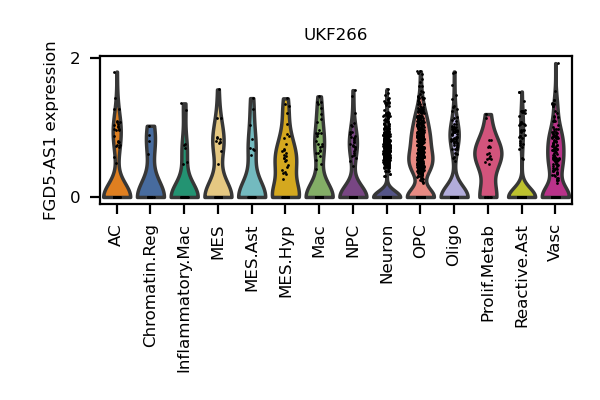 UKF266
FGD5-AS1 expression
2
0
AC
Chromatin.Reg
Inflammatory.Mac
MES
MES.Ast
MES.Hyp
Mac
NPC
Neuron
OPC
Oligo
Prolif.Metab
Reactive.Ast
Vasc